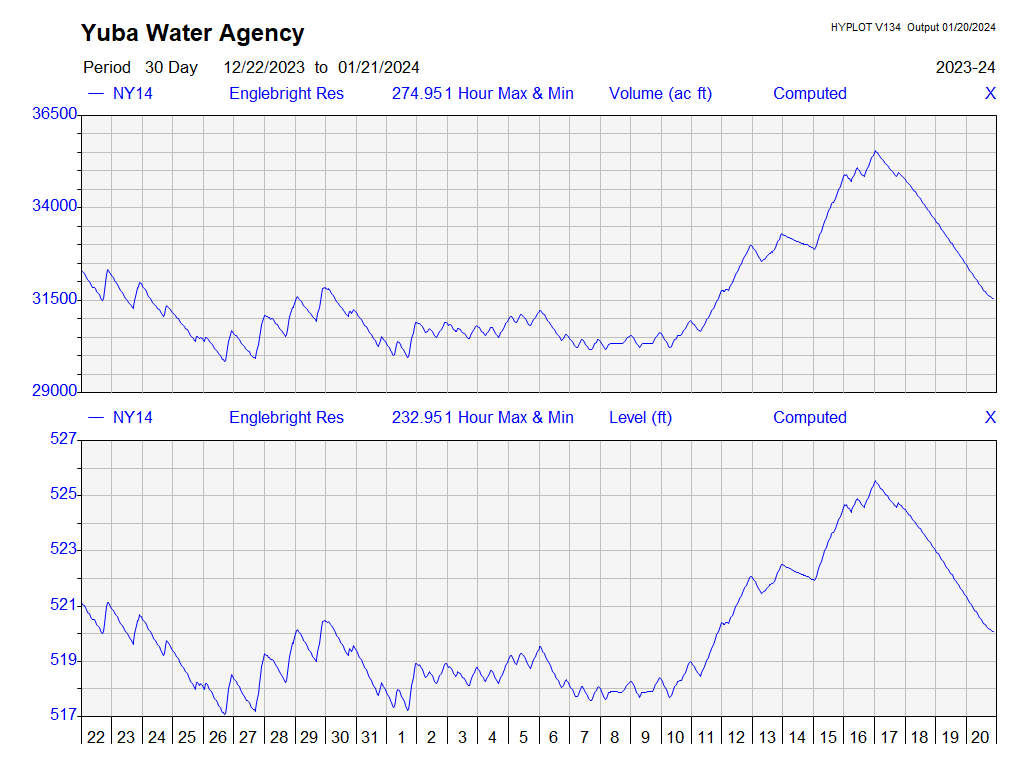 Yuba Water Agency
HYPLOT V134 Output 01/20/2024
Period 30 Day 12/22/2023 to 01/21/2024 2023-24
NY14 Englebright Res 274.951 Hour Max & Min Volume (ac ft) Computed X
36500
34000
31500
29000
NY14 Englebright Res 232.951 Hour Max & Min Level (ft) Computed X
527
525
523
521
519
517
22 23 24 25 26 27 28 29 30 31 1 2 3 4 5 6 7 8 9 10 11 12 13 14 15 16 17 18 19 20